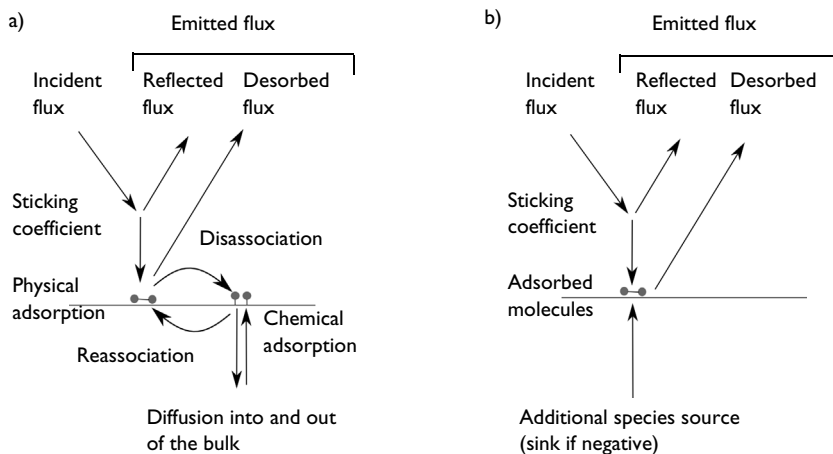 a)
Emitted flux
Incident
flux
Reflected
flux
Desorbed
flux
Sticking
coefficient
Disassociation
Physical
adsorption
Chemical
adsorption
Reassociation
Diffusion into and out
of the bulk
b)
Emitted flux
Incident
flux
Reflected
flux
Desorbed
flux
Sticking
coefficient
Adsorbed
molecules
Additional species source
(sink if negative)